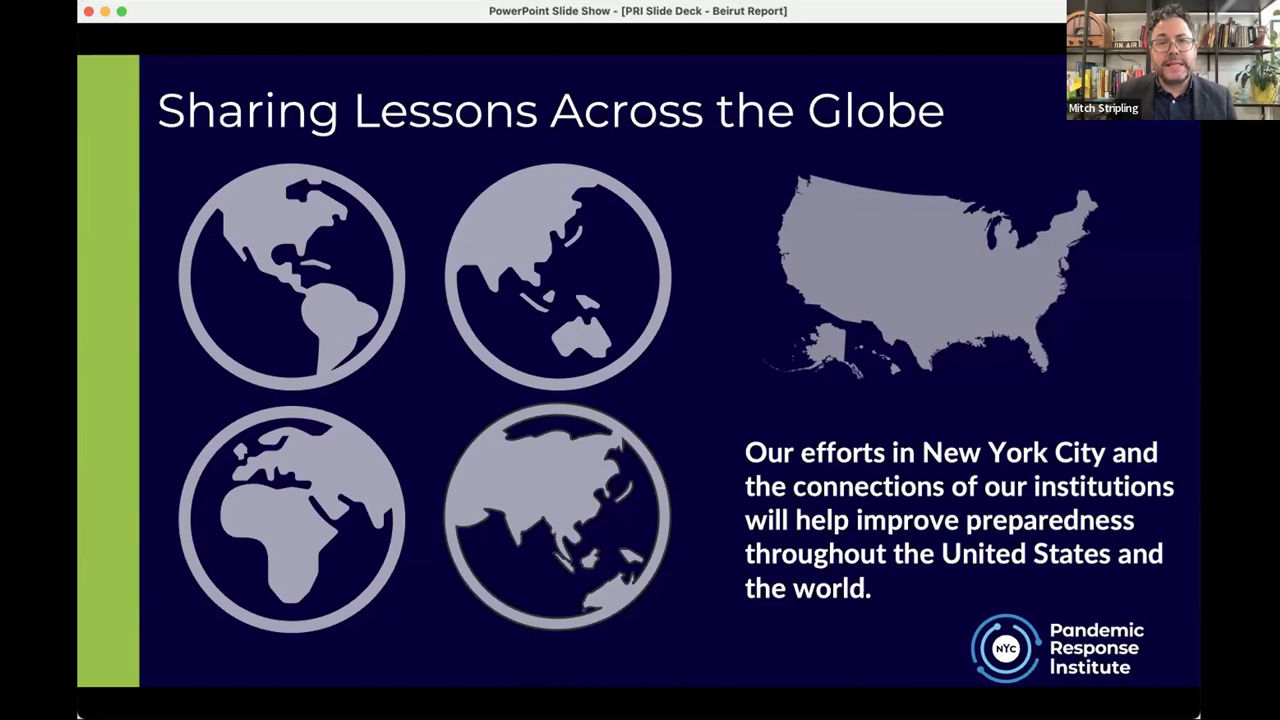 PowerPoint Slide Show - [PRI Slide Deck - Beirut Report]
ON AIR
Mitch Stripling
Sharing Lessons Across the Globe
Our efforts in New York City and
the connections of our institutions
will help improve preparedness
throughout the United States and
the world.
NYC
Pandemic
Response
Institute